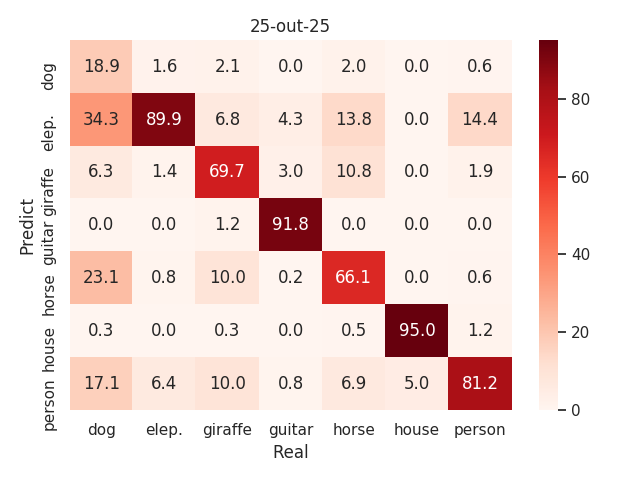 25-out-25
dog 18.9 1.6 2.1 0.0 2.0 0.0 0.6
elep. 34.3 89.9 6.8 4.3 13.8 0.0 14.4
giraffe 6.3 1.4 69.7 3.0 10.8 0.0 1.9
guitar 0.0 0.0 1.2 91.8 0.0 0.0 0.0
horse 23.1 0.8 10.0 0.2 66.1 0.0 0.6
house 0.3 0.0 0.3 0.0 0.5 95.0 1.2
person 17.1 6.4 10.0 0.8 6.9 5.0 81.2
dog elep. giraffe guitar horse house person
Real
Predict
80
60
40
20
0